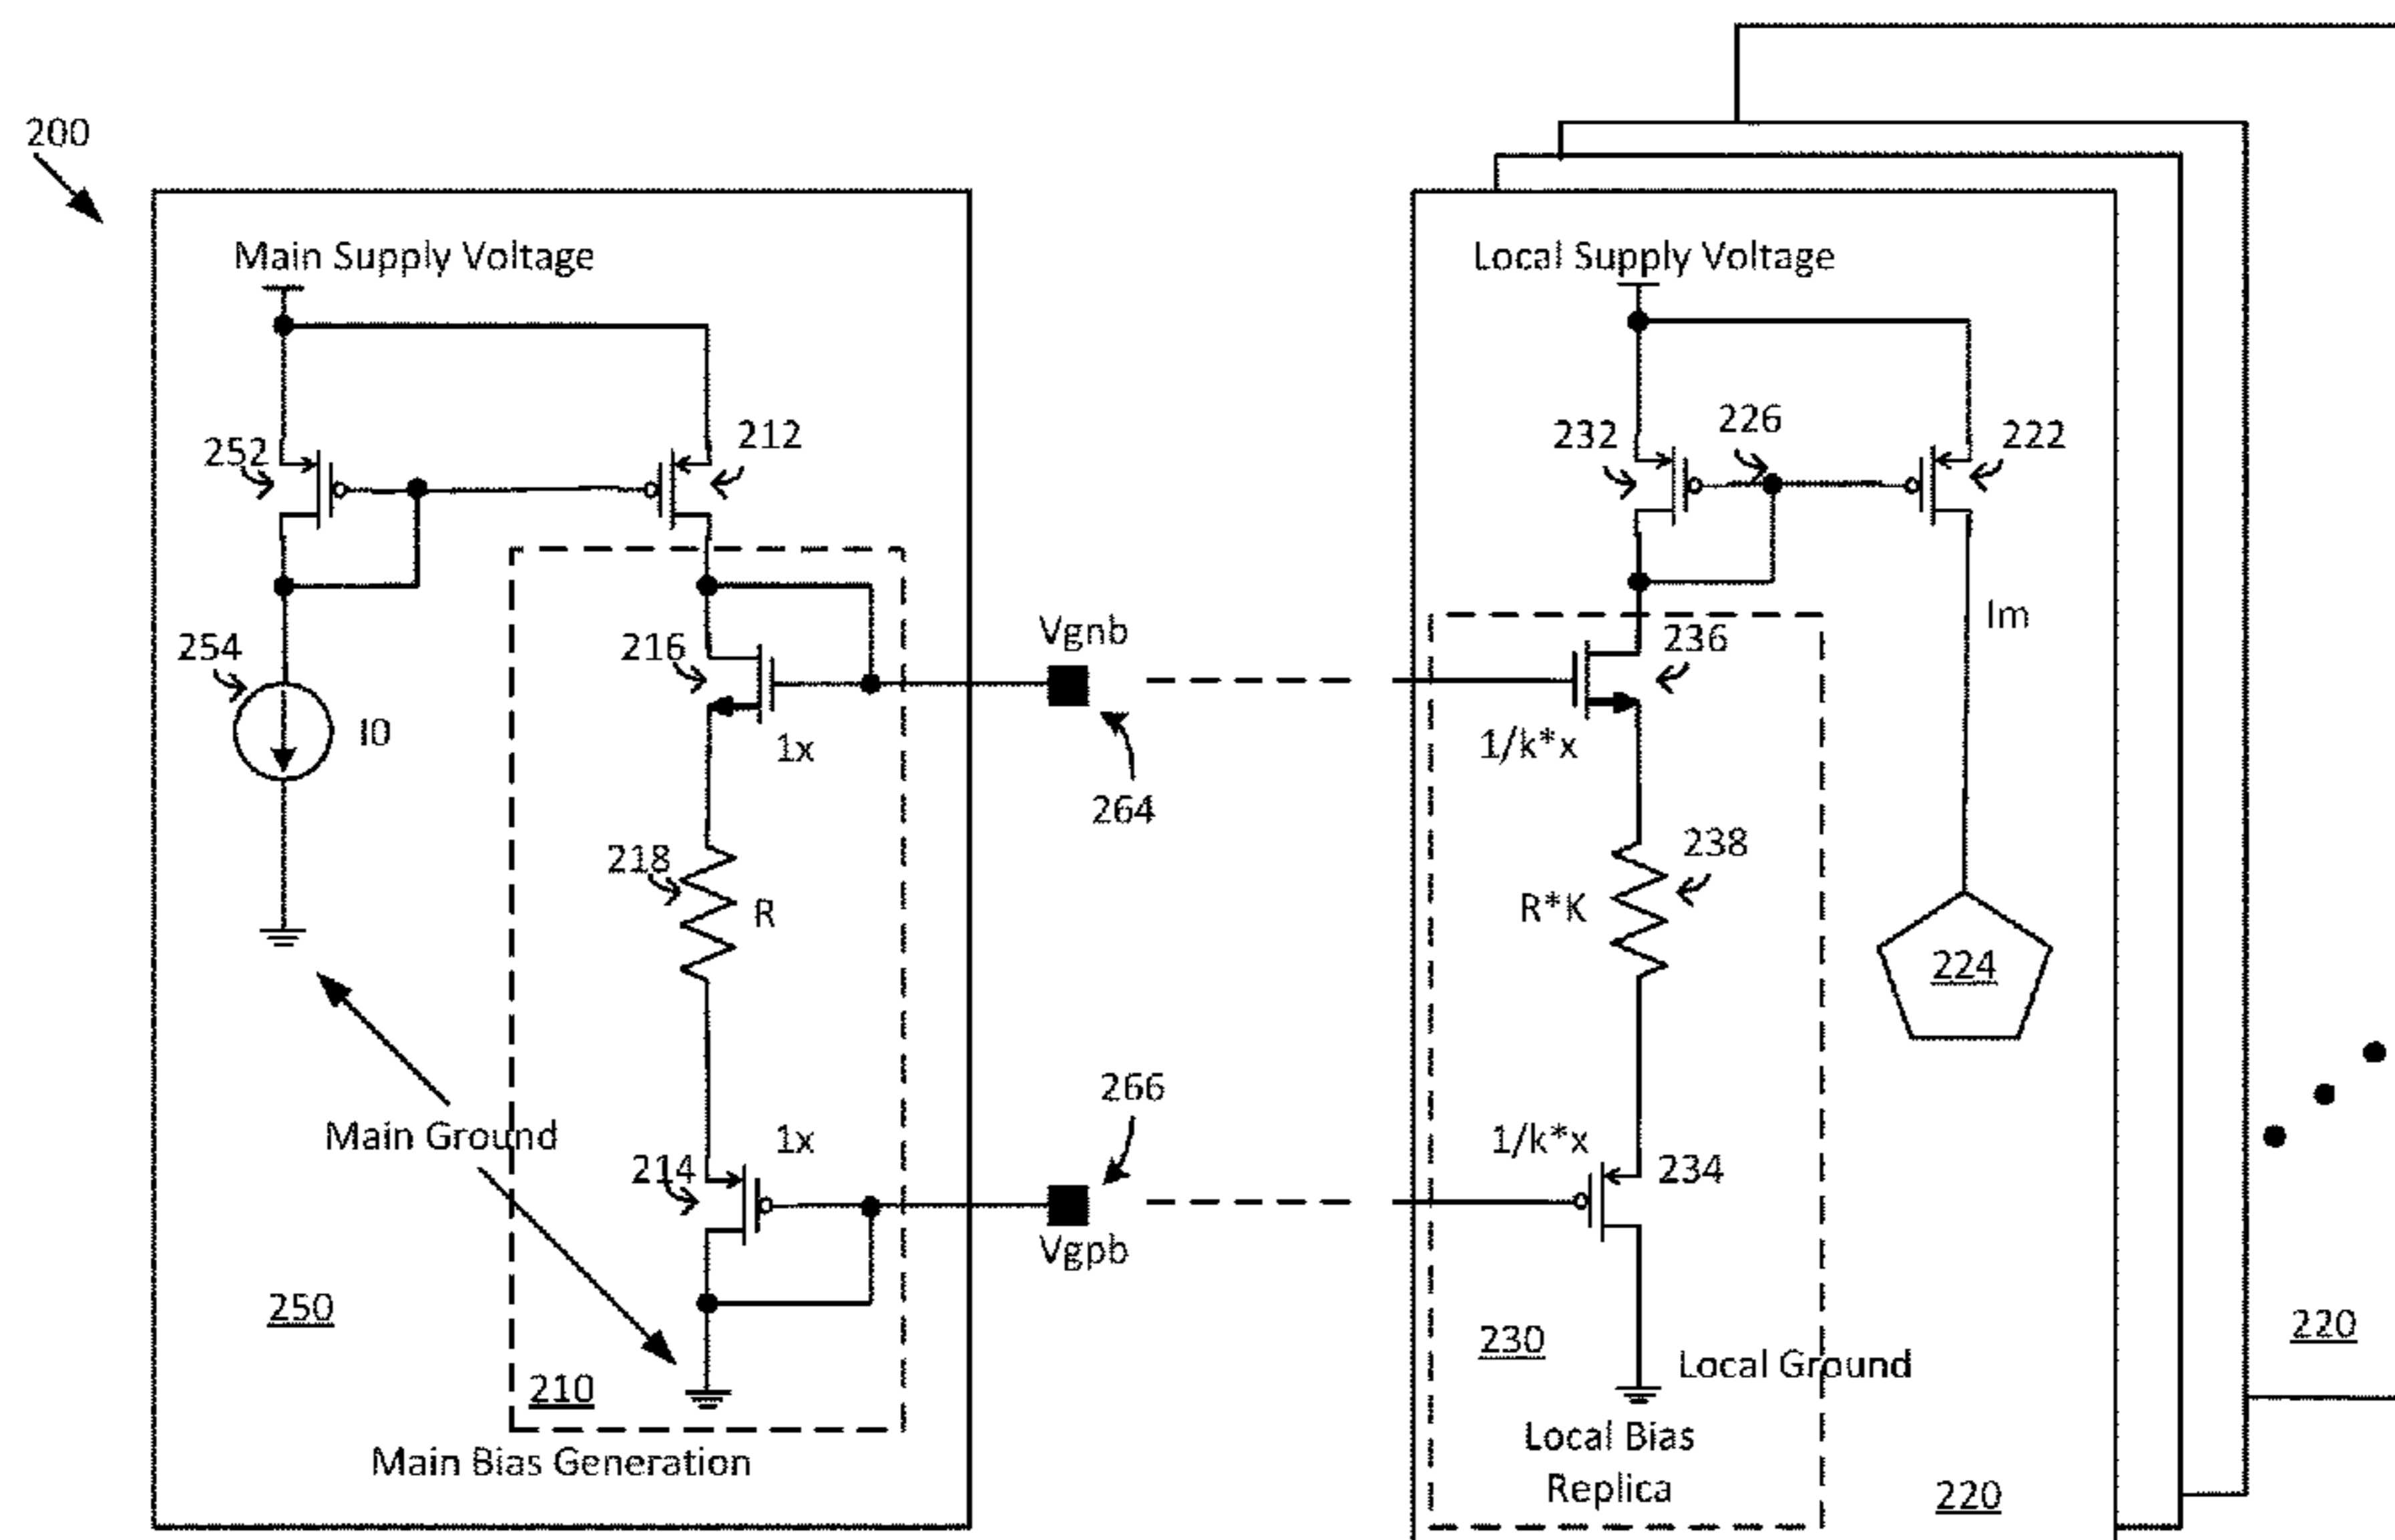 200
Main Supply Voltage
Local Supply Voltage
252
212
232
226
222
254
I0
216
1x
Vgnb
264
236
1/k*x
Im
218
R
238
R*K
224
Main Ground
214
1x
266
Vgpb
1/k*x
234
250
210
Main Bias Generation
230
Local Ground
Local Bias
Replica
220
220